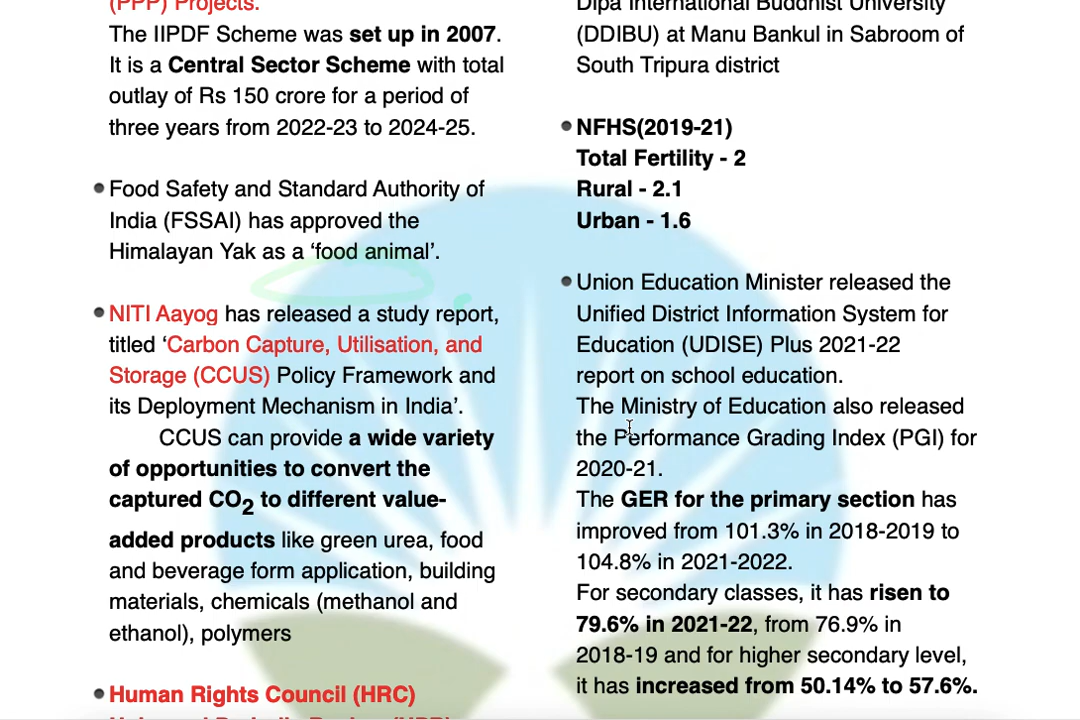 (PPP) Projects.
The IIPDF Scheme was set up in 2007.
It is a Central Sector Scheme with total
outlay of Rs 150 crore for a period of
three years from 2022-23 to 2024-25.
Food Safety and Standard Authority of
India (FSSAI) has approved the
Himalayan Yak as a ‘food animal’.
NITI Aayog has released a study report,
titled ‘Carbon Capture, Utilisation, and
Storage (CCUS) Policy Framework and
its Deployment Mechanism in India’.
CCUS can provide a wide variety
of opportunities to convert the
captured CO2 to different value-
added products like green urea, food
and beverage form application, building
materials, chemicals (methanol and
ethanol), polymers
Human Rights Council (HRC)
Dipa International Buddhist University
(DDIBU) at Manu Bankul in Sabroom of
South Tripura district
NFHS(2019-21)
Total Fertility - 2
Rural - 2.1
Urban - 1.6
Union Education Minister released the
Unified District Information System for
Education (UDISE) Plus 2021-22
report on school education.
The Ministry of Education also released
the Performance Grading Index (PGI) for
2020-21.
The GER for the primary section has
improved from 101.3% in 2018-2019 to
104.8% in 2021-2022.
For secondary classes, it has risen to
79.6% in 2021-22, from 76.9% in
2018-19 and for higher secondary level,
it has increased from 50.14% to 57.6%.